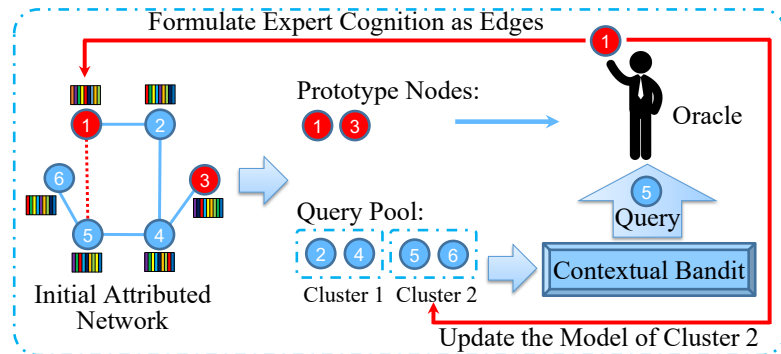 Formulate Expert Cognition as Edges
1
1
2
6
3
5
4
Initial Attributed
Network
Prototype Nodes:
1 3
Oracle
5
Query
Query Pool:
2 4 5 6
Cluster 1 Cluster 2
Contextual Bandit
Update the Model of Cluster 2